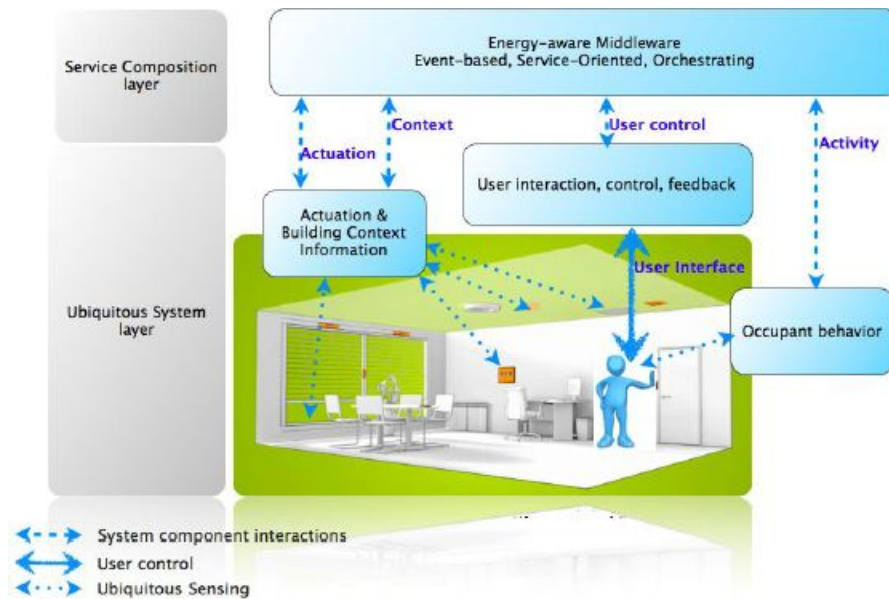 Service Composition
layer
Energy-aware Middleware
Event-based, Service-Oriented, Orchestrating
Actuation
Context
User control
Activity
User interaction, control, feedback
Actuation &
Building Context
Information
User Interface
Ubiquitous System
layer
Occupant behavior
System component interactions
User control
Ubiquitous Sensing